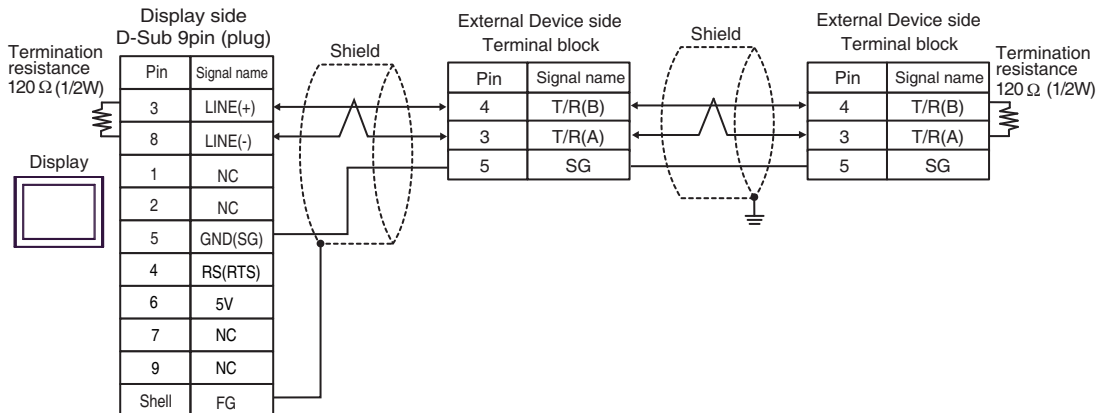 Display side
D-Sub 9pin (plug)
Termination
resistance
120 Ω (1/2W)
Pin Signal name
3 LINE(+)
8 LINE(-)
1 NC
2 NC
5 GND(SG)
4 RS(RTS)
6 5V
7 NC
9 NC
Shell FG
Display
Shield
External Device side
Terminal block
Pin Signal name
4 T/R(B)
3 T/R(A)
5 SG
Shield
External Device side
Terminal block
Pin Signal name
4 T/R(B)
3 T/R(A)
5 SG
Termination
resistance
120 Ω (1/2W)